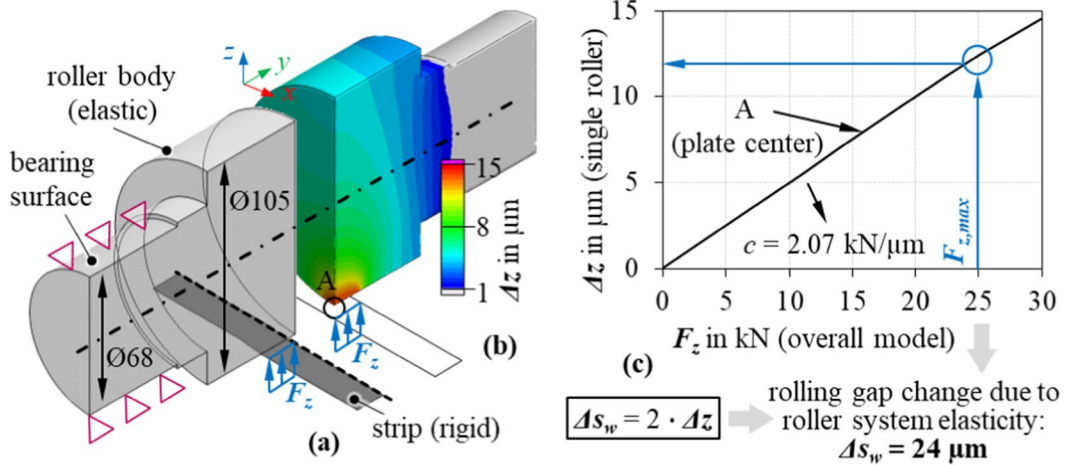 z
y
x
roller body
(elastic)
bearing
surface
Ø105
Ø68
A
F_z
F_z
strip (rigid)
15
8
1
Δz in µm
(a)
(b)
(c)
15
10
5
0
Δz in µm (single roller)
A
(plate center)
c = 2.07 kN/µm
F_z,max
0
5
10
15
20
25
30
F_z in kN (overall model)
Δs_w = 2 · Δz
rolling gap change due to
roller system elasticity:
Δs_w = 24 µm